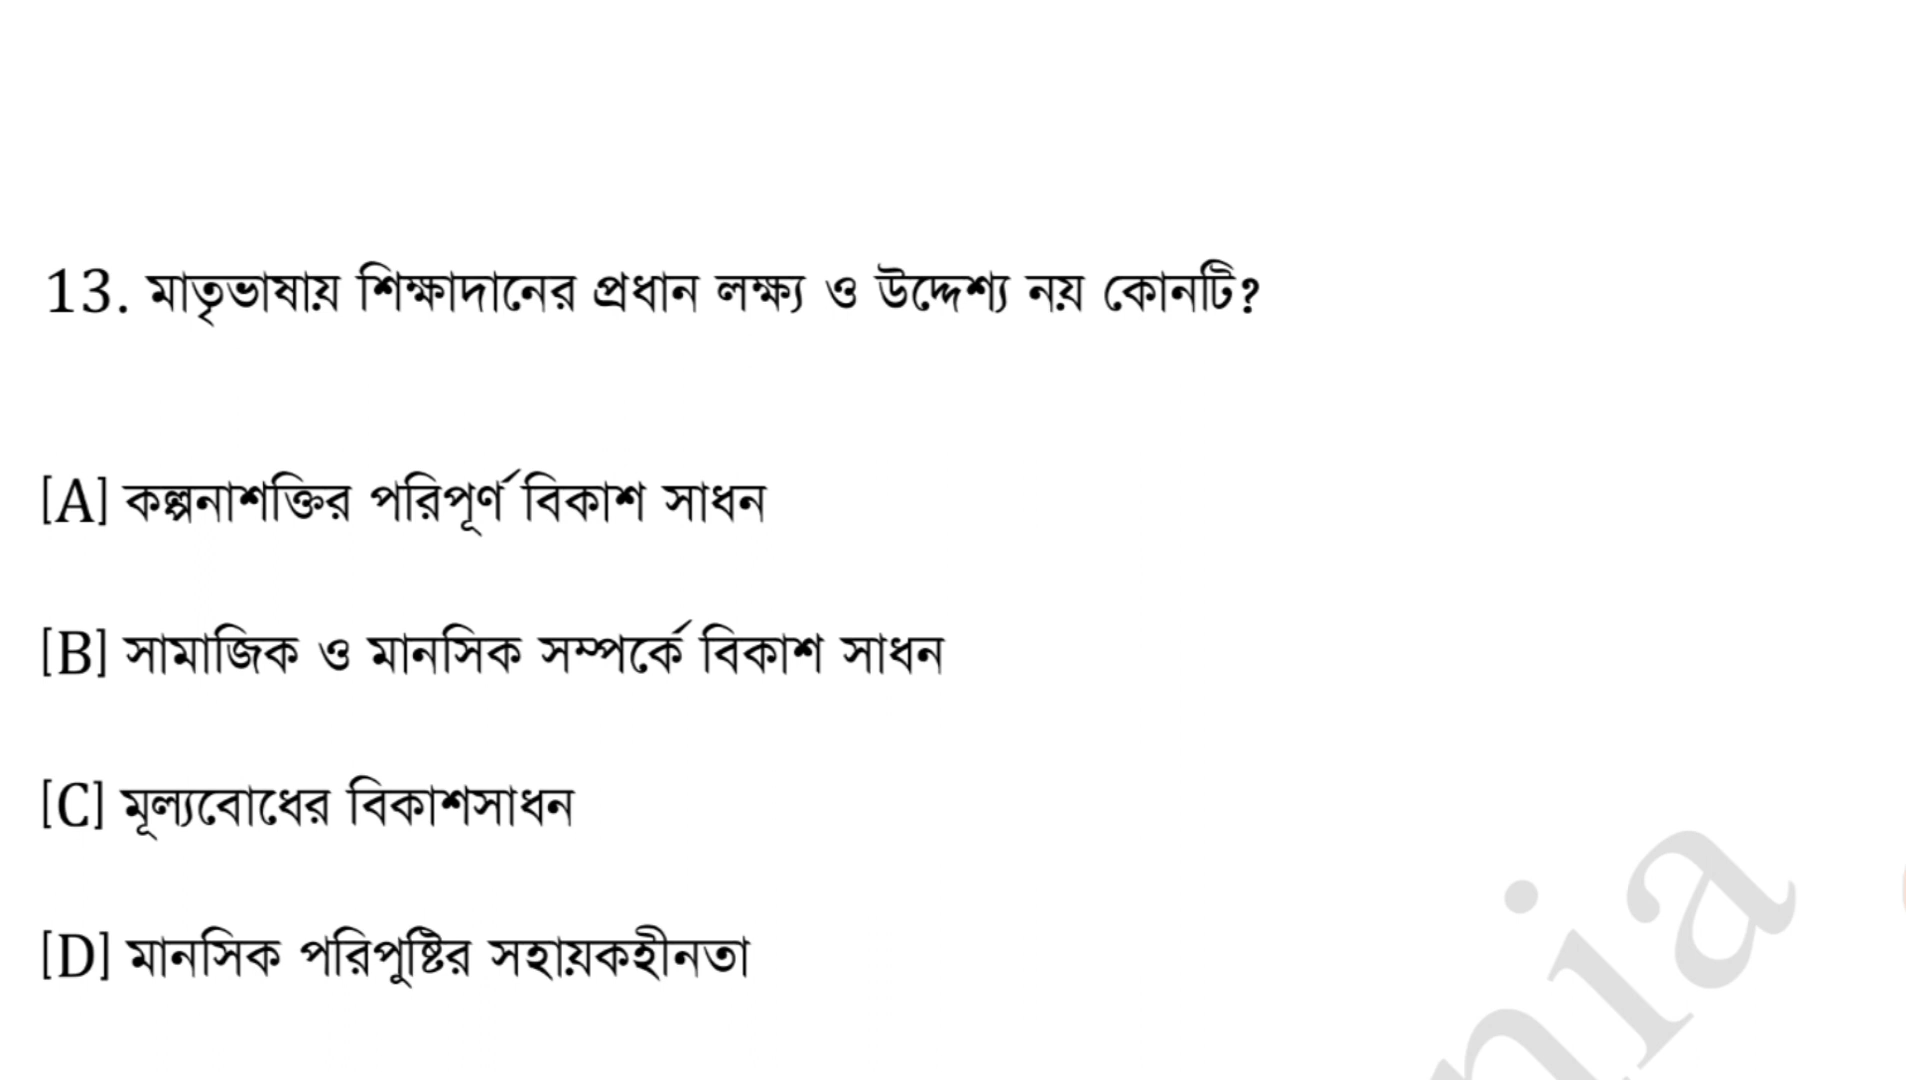 13. মাতৃভাষায় শিক্ষাদানের প্রধান লক্ষ্য ও উদ্দেশ্য নয় কোনটি?
[A] কল্পনাশক্তির পরিপূর্ণ বিকাশ সাধন
[B] সামাজিক ও মানসিক সম্পর্কে বিকাশ সাধন
[C] মূল্যবোধের বিকাশসাধন
[D] মানসিক পরিপুষ্টির সহায়কহীনতা
nia